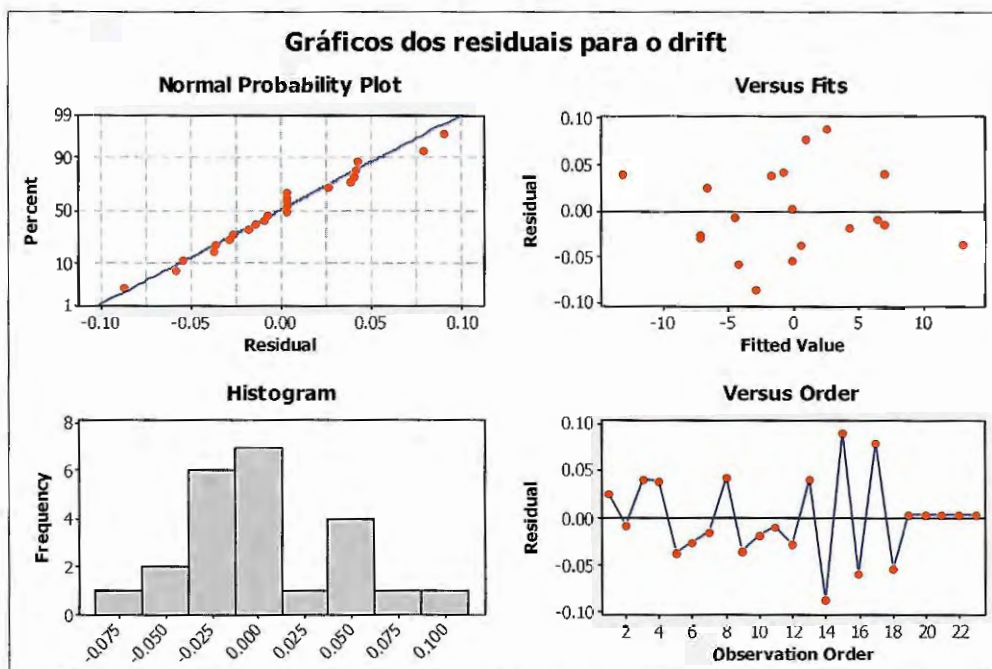 Gráficos dos residuais para o drift
Normal Probability Plot
99
90
50
10
1
Percent
-0.10 -0.05 0.00 0.05 0.10
Residual
Versus Fits
0.10
0.05
0.00
-0.05
-0.10
Residual
-10 -5 0 5 10
Fitted Value
Histogram
8
6
4
2
0
Frequency
-0.075 -0.050 -0.025 0.000 0.025 0.050 0.075 0.100
Versus Order
0.10
0.05
0.00
-0.05
-0.10
Residual
2 4 6 8 10 12 14 16 18 20 22
Observation Order